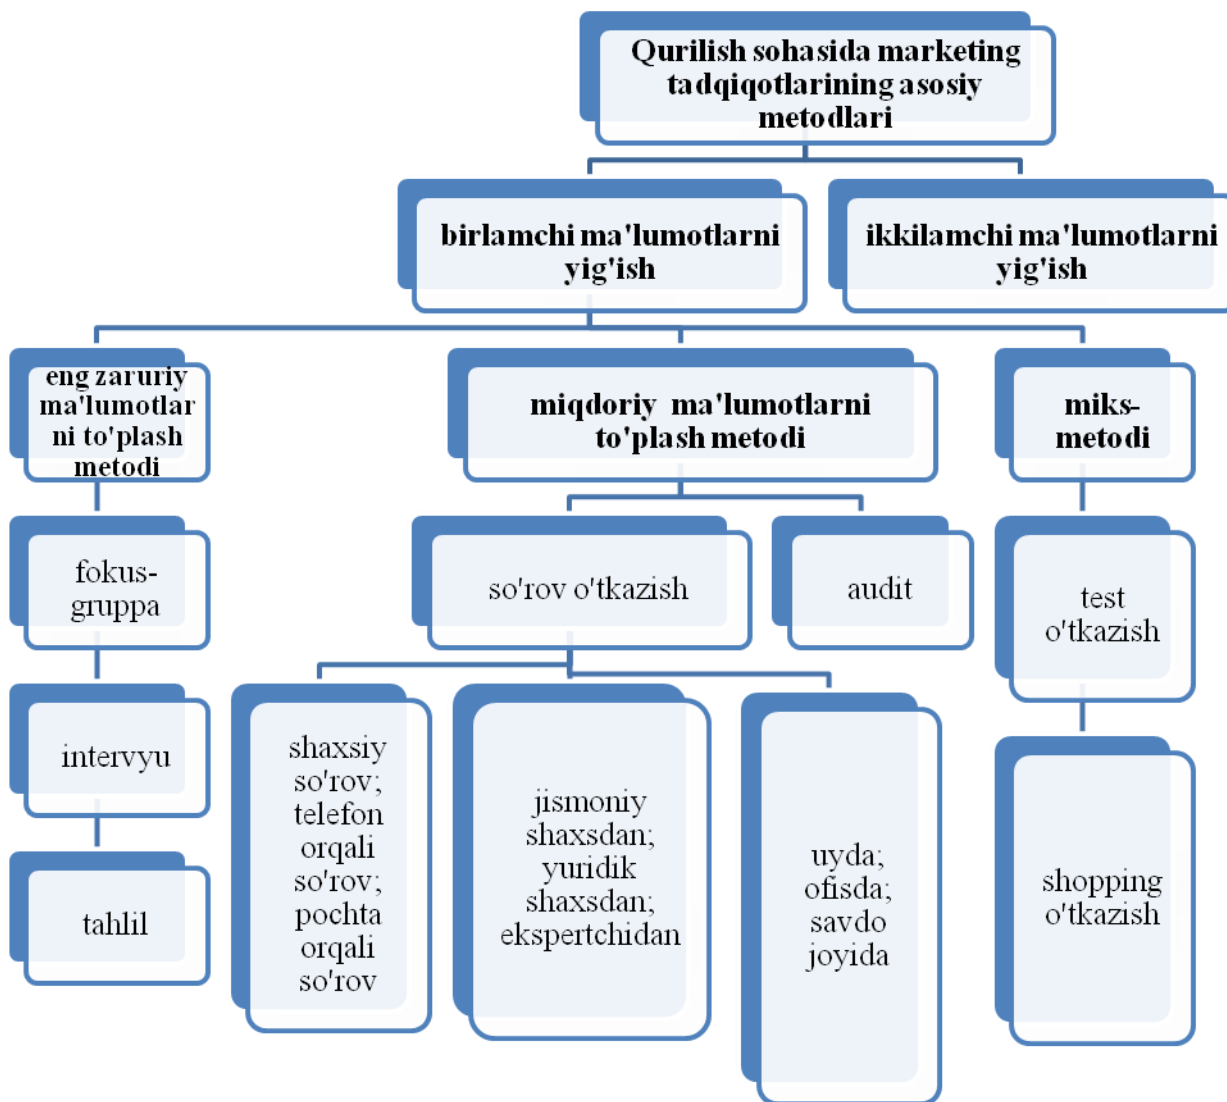 Qurilish sohasida marketing
tadqiqotlarining asosiy
metodlari
birlamchi ma'lumotlarni
yig'ish
ikkilamchi ma'lumotlarni
yig'ish
eng zaruriy
ma'lumotlar
ni to'plash
metodi
miqdoriy ma'lumotlarni
to'plash metodi
miks-
metodi
fokus-
gruppa
so'rov o'tkazish
audit
test
o'tkazish
intervyu
shaxsiy
so'rov;
telefon
orqali
so'rov;
pochta
orqali
so'rov
jismoniy
shaxsdan;
yuridik
shaxsdan;
ekspertchidan
uyda;
ofisda;
savdo
joyida
shopping
o'tkazish
tahlil